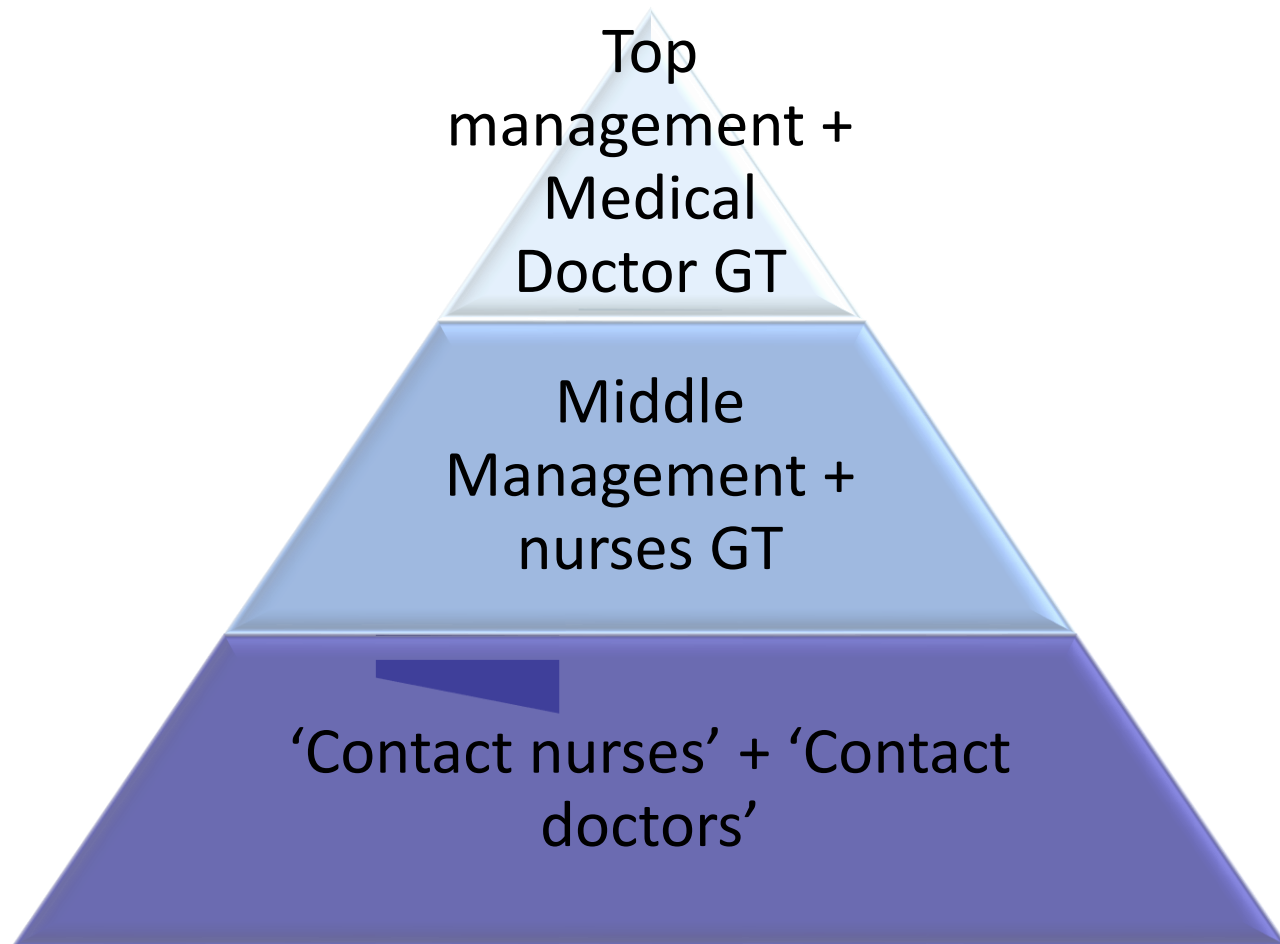 Top
management +
Medical
Doctor GT
Middle
Management +
nurses GT
‘Contact nurses’ + ‘Contact
doctors’